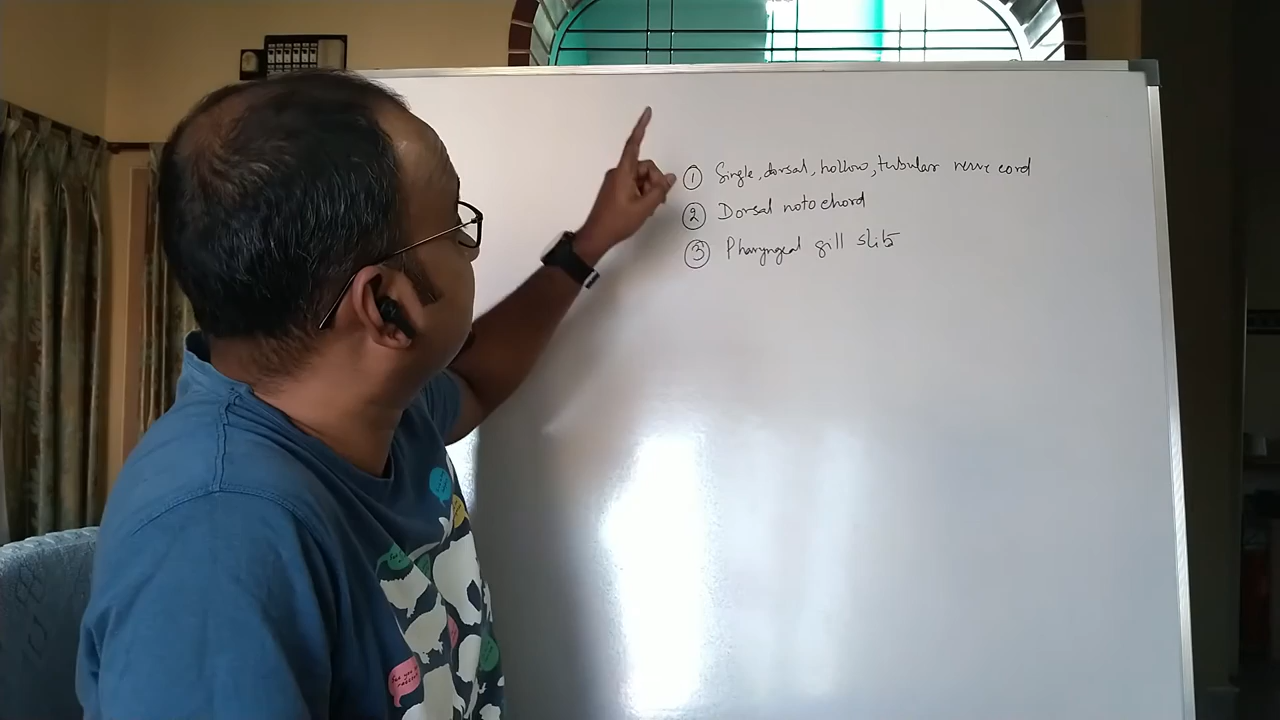 ① Single, dorsal, hollow, tubular nerve cord
② Dorsal notochord
③ Pharyngeal gill slits